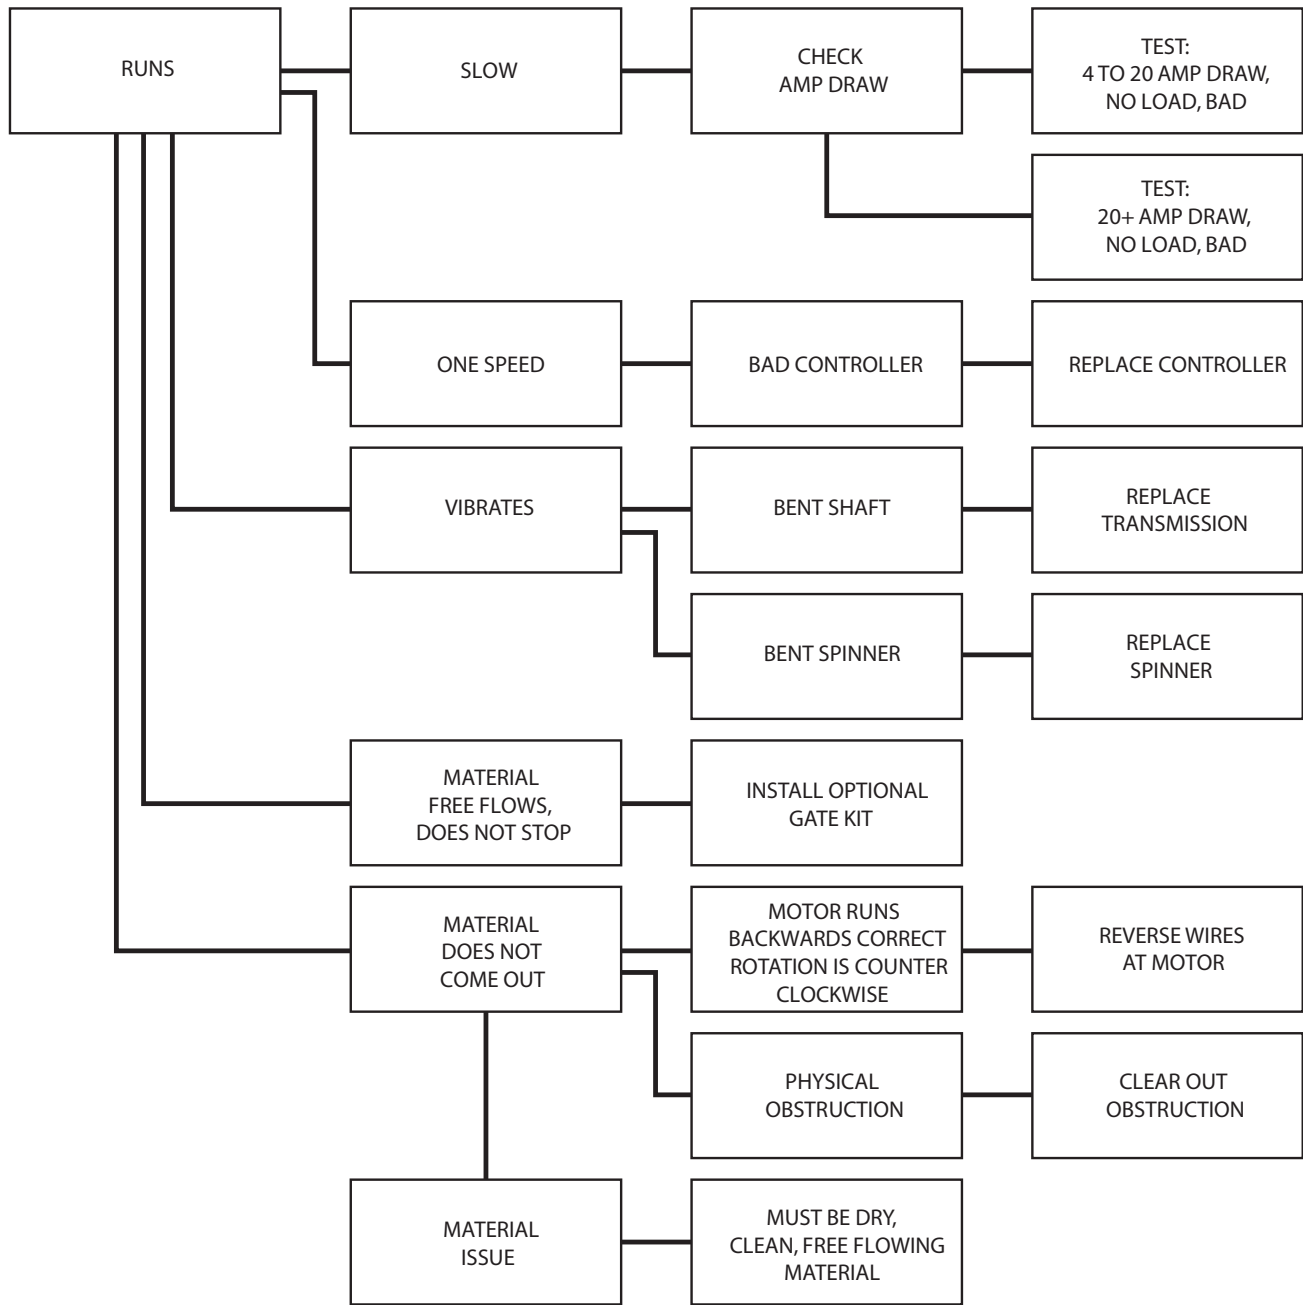 RUNS
SLOW
CHECK
AMP DRAW
TEST:
4 TO 20 AMP DRAW,
NO LOAD, BAD
TEST:
20+ AMP DRAW,
NO LOAD, BAD
ONE SPEED
BAD CONTROLLER
REPLACE CONTROLLER
VIBRATES
BENT SHAFT
REPLACE
TRANSMISSION
BENT SPINNER
REPLACE
SPINNER
MATERIAL
FREE FLOWS,
DOES NOT STOP
INSTALL OPTIONAL
GATE KIT
MATERIAL
DOES NOT
COME OUT
MOTOR RUNS
BACKWARDS CORRECT
ROTATION IS COUNTER
CLOCKWISE
REVERSE WIRES
AT MOTOR
PHYSICAL
OBSTRUCTION
CLEAR OUT
OBSTRUCTION
MATERIAL
ISSUE
MUST BE DRY,
CLEAN, FREE FLOWING
MATERIAL